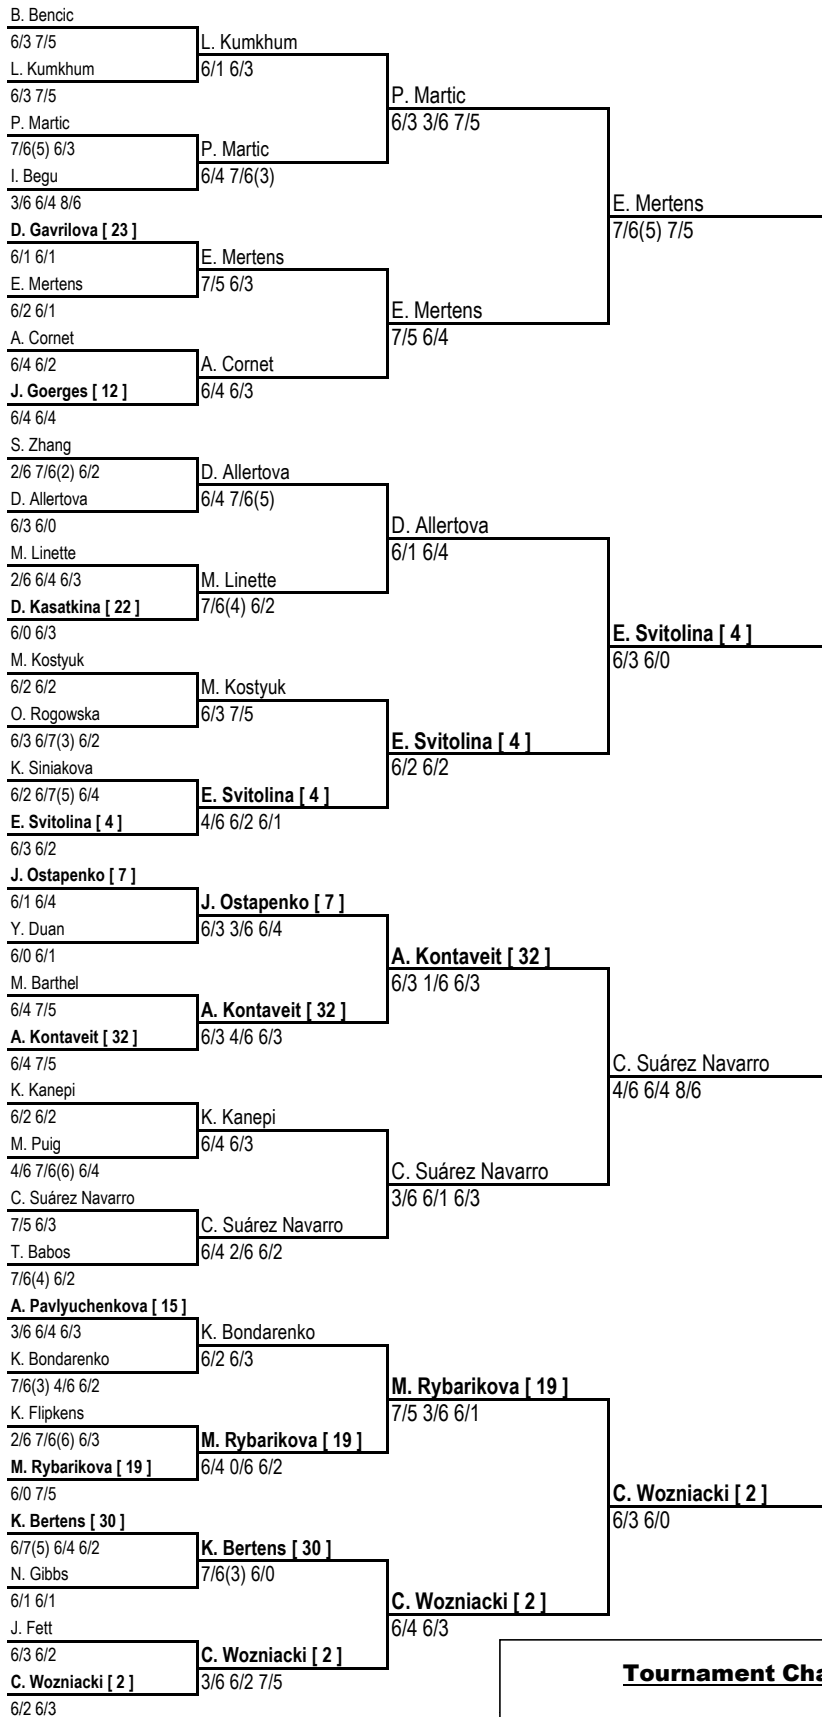 B. Bencic
6/3 7/5
L. Kumkhum
6/3 7/5
P. Martic
7/6(5) 6/3
I. Begu
3/6 6/4 8/6
D. Gavrilova [ 23 ]
6/1 6/1
E. Mertens
6/2 6/1
A. Cornet
6/4 6/2
J. Goerges [ 12 ]
6/4 6/4
S. Zhang
2/6 7/6(2) 6/2
D. Allertova
6/3 6/0
M. Linette
2/6 6/4 6/3
D. Kasatkina [ 22 ]
6/0 6/3
M. Kostyuk
6/2 6/2
O. Rogowska
6/3 6/7(3) 6/2
K. Siniakova
6/2 6/7(5) 6/4
E. Svitolina [ 4 ]
6/3 6/2
J. Ostapenko [ 7 ]
6/1 6/4
Y. Duan
6/0 6/1
M. Barthel
6/4 7/5
A. Kontaveit [ 32 ]
6/4 7/5
K. Kanepi
6/2 6/2
M. Puig
4/6 7/6(6) 6/4
C. Suárez Navarro
7/5 6/3
T. Babos
7/6(4) 6/2
A. Pavlyuchenkova [ 15 ]
3/6 6/4 6/3
K. Bondarenko
7/6(3) 4/6 6/2
K. Flipkens
2/6 7/6(6) 6/3
M. Rybarikova [ 19 ]
6/0 7/5
K. Bertens [ 30 ]
6/7(5) 6/4 6/2
N. Gibbs
6/1 6/1
J. Fett
6/3 6/2
C. Wozniacki [ 2 ]
6/2 6/3
L. Kumkhum
6/1 6/3
P. Martic
6/4 7/6(3)
E. Mertens
7/5 6/3
A. Cornet
6/4 6/3
D. Allertova
6/4 7/6(5)
M. Linette
7/6(4) 6/2
M. Kostyuk
6/3 7/5
E. Svitolina [ 4 ]
4/6 6/2 6/1
J. Ostapenko [ 7 ]
6/3 3/6 6/4
A. Kontaveit [ 32 ]
6/3 4/6 6/3
K. Kanepi
6/4 6/3
C. Suárez Navarro
6/4 2/6 6/2
K. Bondarenko
6/2 6/3
M. Rybarikova [ 19 ]
6/4 0/6 6/2
K. Bertens [ 30 ]
7/6(3) 6/0
C. Wozniacki [ 2 ]
3/6 6/2 7/5
P. Martic
6/3 3/6 7/5
E. Mertens
7/5 6/4
D. Allertova
6/1 6/4
E. Svitolina [ 4 ]
6/2 6/2
A. Kontaveit [ 32 ]
6/3 1/6 6/3
C. Suárez Navarro
3/6 6/1 6/3
M. Rybarikova [ 19 ]
7/5 3/6 6/1
C. Wozniacki [ 2 ]
6/4 6/3
E. Mertens
7/6(5) 7/5
E. Svitolina [ 4 ]
6/3 6/0
C. Suárez Navarro
4/6 6/4 8/6
C. Wozniacki [ 2 ]
6/3 6/0
Tournament Cha